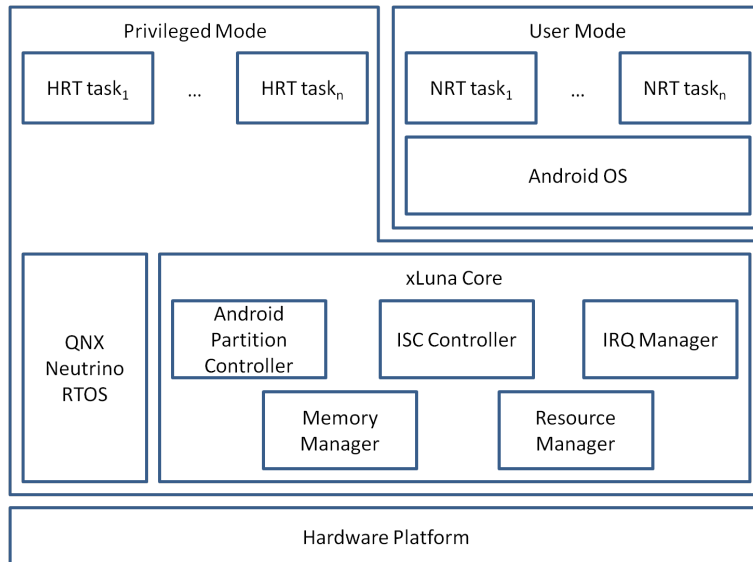 Privileged Mode
User Mode
HRT task1
...
HRT taskn
NRT task1
...
NRT taskn
Android OS
xLuna Core
QNX
Neutrino
RTOS
Android
Partition
Controller
ISC Controller
IRQ Manager
Memory
Manager
Resource
Manager
Hardware Platform